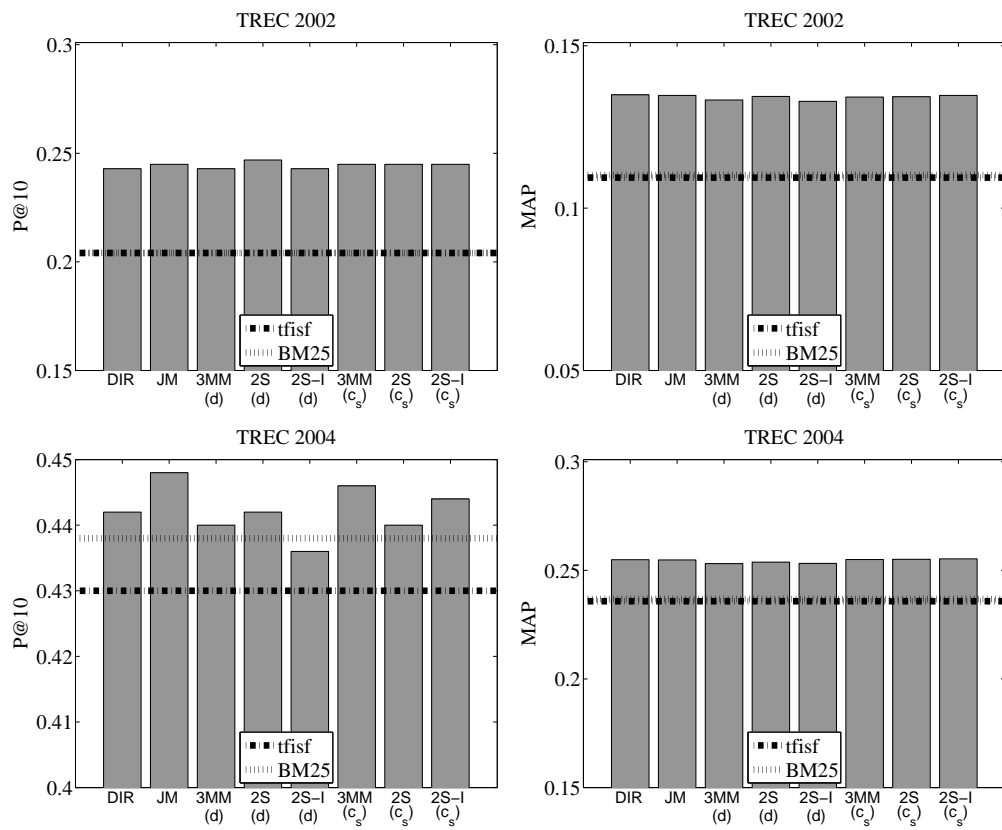 TREC 2002
0.3
0.25
0.2
0.15
P@10
tfisf
BM25
DIR JM 3MM 2S 2S-I 3MM 2S 2S-I
(d) (d) (d) (c_s) (c_s) (c_s)
TREC 2002
0.15
0.1
0.05
MAP
tfisf
BM25
DIR JM 3MM 2S 2S-I 3MM 2S 2S-I
(d) (d) (d) (c_s) (c_s) (c_s)
TREC 2004
0.45
0.44
0.43
0.42
0.41
0.4
P@10
tfisf
BM25
DIR JM 3MM 2S 2S-I 3MM 2S 2S-I
(d) (d) (d) (c_s) (c_s) (c_s)
TREC 2004
0.3
0.25
0.2
0.15
MAP
tfisf
BM25
DIR JM 3MM 2S 2S-I 3MM 2S 2S-I
(d) (d) (d) (c_s) (c_s) (c_s)